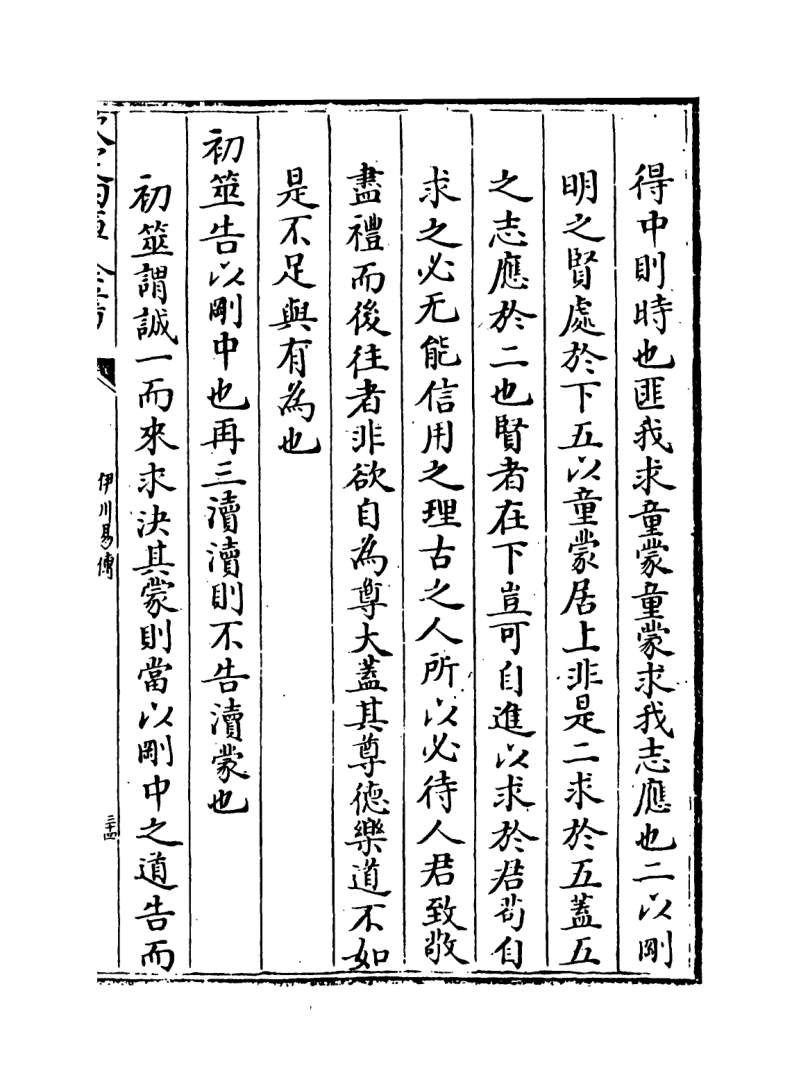 得中則時也匪我求童蒙童蒙求我志應也二以剛
明之賢處於下五以童蒙居上非是二求於五蓋五
之志應於二也賢者在下豈可自進以求於君茍自
求之必无能信用之理古之人所以必待人君致敬
盡禮而後往者非欲自為尊大蓋其尊德樂道不如
是不足與有為也
初筮告以剛中也再三瀆瀆則不告瀆蒙也
初筮謂誠一而來求決其蒙則當以剛中之道告而
伊川易傳
三十四